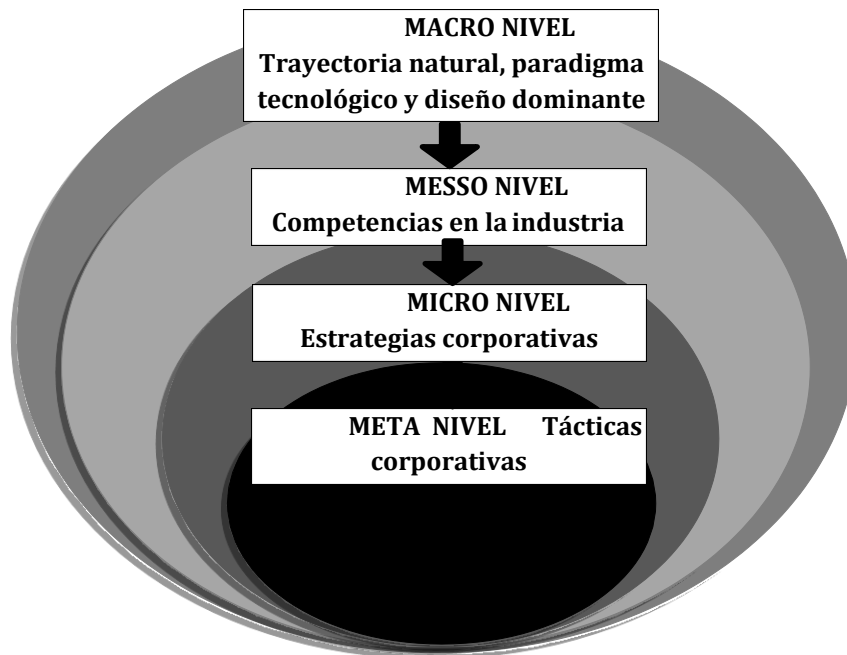 MACRO NIVEL
Trayectoria natural, paradigma
tecnológico y diseño dominante
MESSO NIVEL
Competencias en la industria
MICRO NIVEL
Estrategias corporativas
META NIVEL Tácticas
corporativas